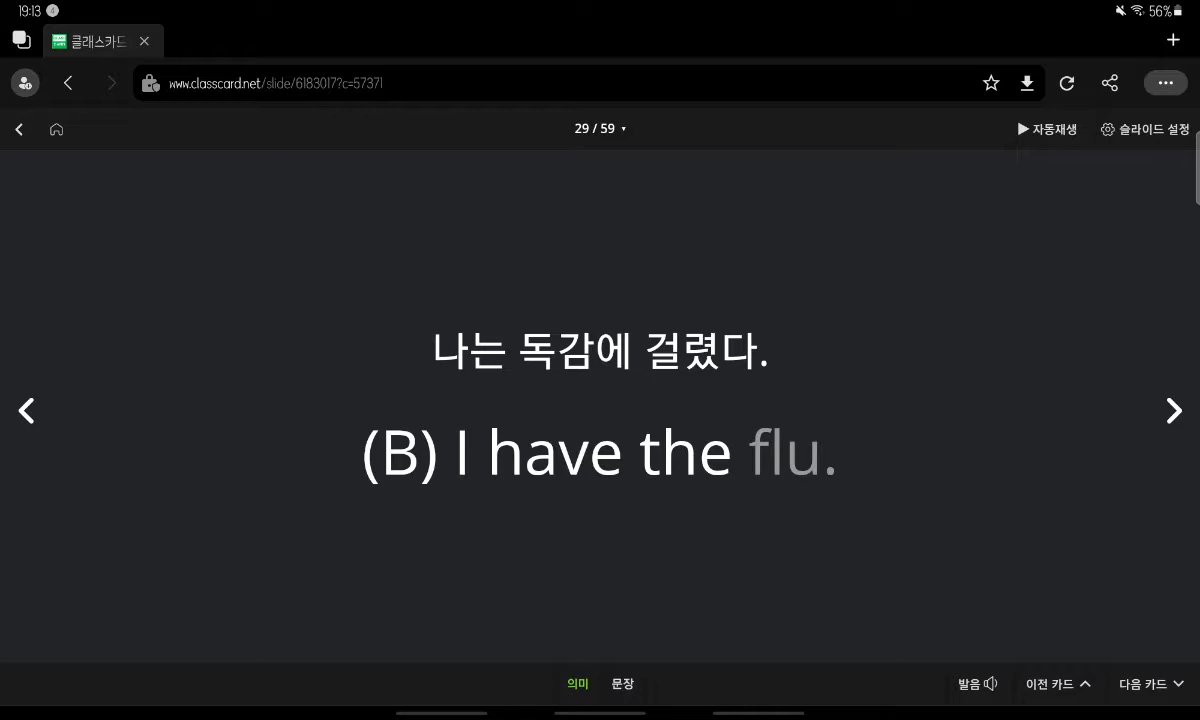 19:13 4 56%
클래스카드
www.classcard.net/slide/6183017?c=57371
29 / 59 자동재생 슬라이드 설정
나는 독감에 걸렸다.
(B) I have the flu.
의미 문장 발음 이전 카드 다음 카드